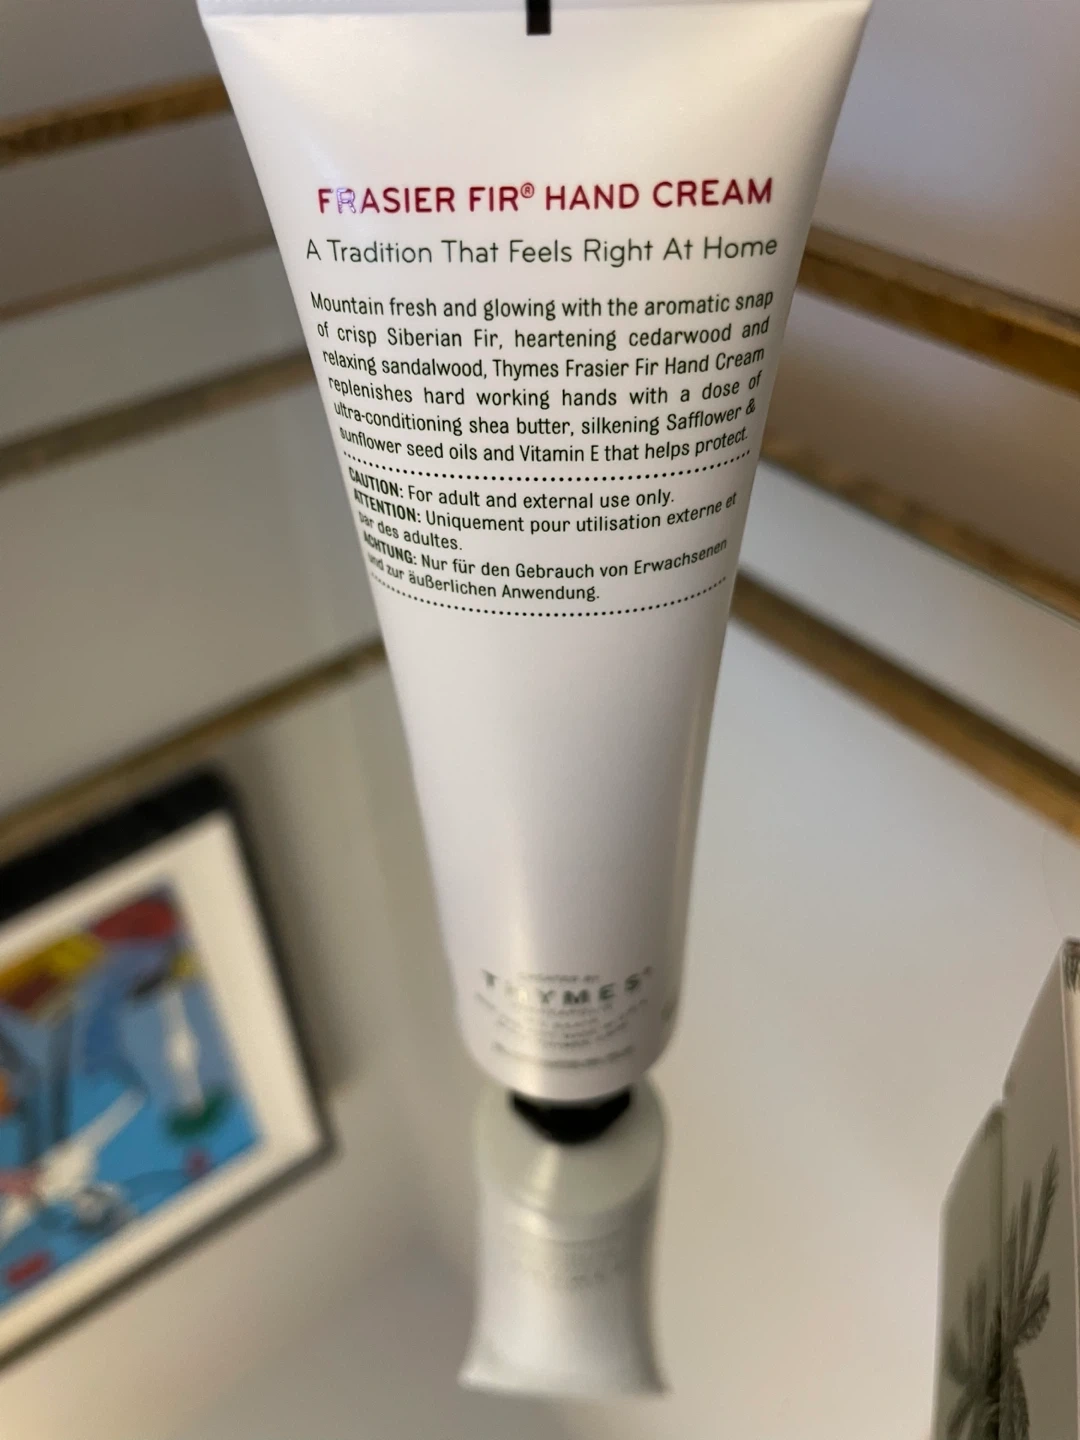 FRASIER FIR® HAND CREAM
A Tradition That Feels Right At Home
Mountain fresh and glowing with the aromatic snap
of crisp Siberian Fir, heartening cedarwood and
relaxing sandalwood, Thymes Frasier Fir Hand Cream
replenishes hard working hands with a dose of
ultra-conditioning shea butter, silkening Safflower &
sunflower seed oils and Vitamin E that helps protect.
CAUTION: For adult and external use only.
ATTENTION: Uniquement pour utilisation externe et
par des adultes.
ACHTUNG: Nur für den Gebrauch von Erwachsenen
und zur äußerlichen Anwendung.
THYMES®